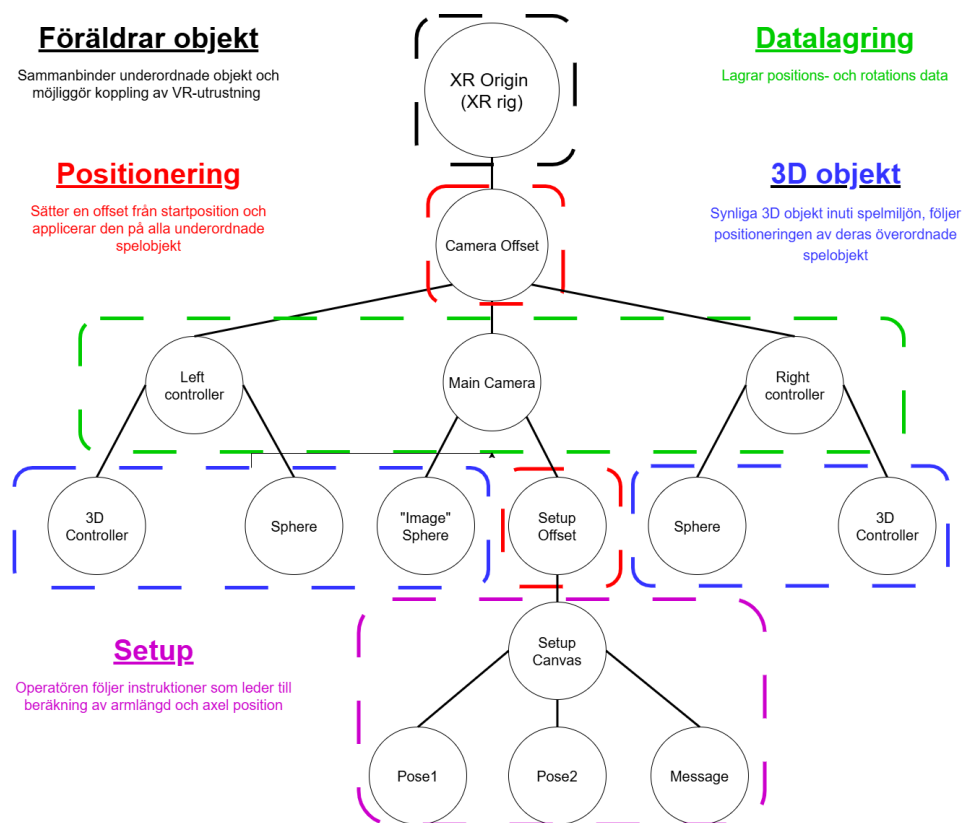 Föräldrar objekt
Sammanbinder underordnade objekt och
möjliggör koppling av VR-utrustning
XR Origin
(XR rig)
Datalagring
Lagrar positions- och rotations data
Positionering
Sätter en offset från startposition och
applicerar den på alla underordnade
spelobjekt
Camera Offset
3D objekt
Synliga 3D objekt inuti spelmiljön, följer
positioneringen av deras överordnade
spelobjekt
Left
controller
Main Camera
Right
controller
3D
Controller
Sphere
"Image"
Sphere
Setup
Offset
Sphere
3D
Controller
Setup
Operatören följer instruktioner som leder till
beräkning av armlängd och axel position
Setup
Canvas
Pose1
Pose2
Message